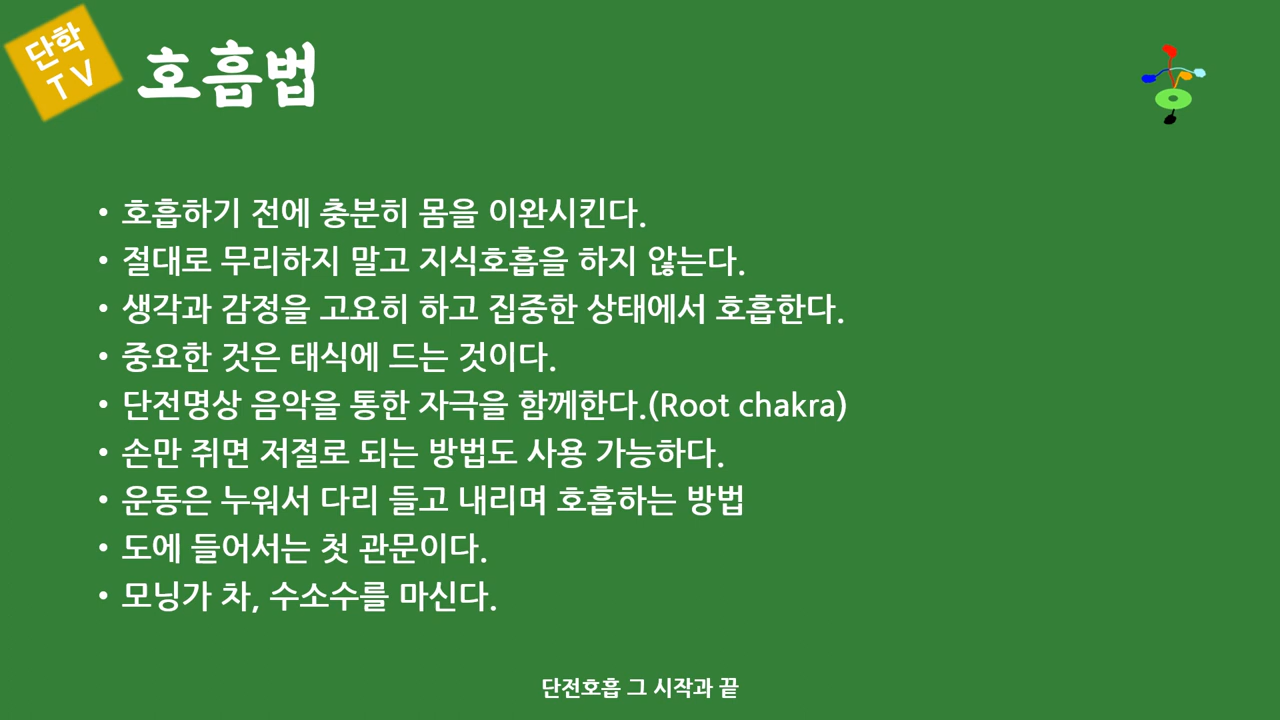 단학
TV
호흡법
• 호흡하기 전에 충분히 몸을 이완시킨다.
• 절대로 무리하지 말고 지식호흡을 하지 않는다.
• 생각과 감정을 고요히 하고 집중한 상태에서 호흡한다.
• 중요한 것은 태식에 드는 것이다.
• 단전명상 음악을 통한 자극을 함께한다.(Root chakra)
• 손만 쥐면 저절로 되는 방법도 사용 가능하다.
• 운동은 누워서 다리 들고 내리며 호흡하는 방법
• 도에 들어서는 첫 관문이다.
• 모닝가 차, 수소수를 마신다.
단전호흡 그 시작과 끝